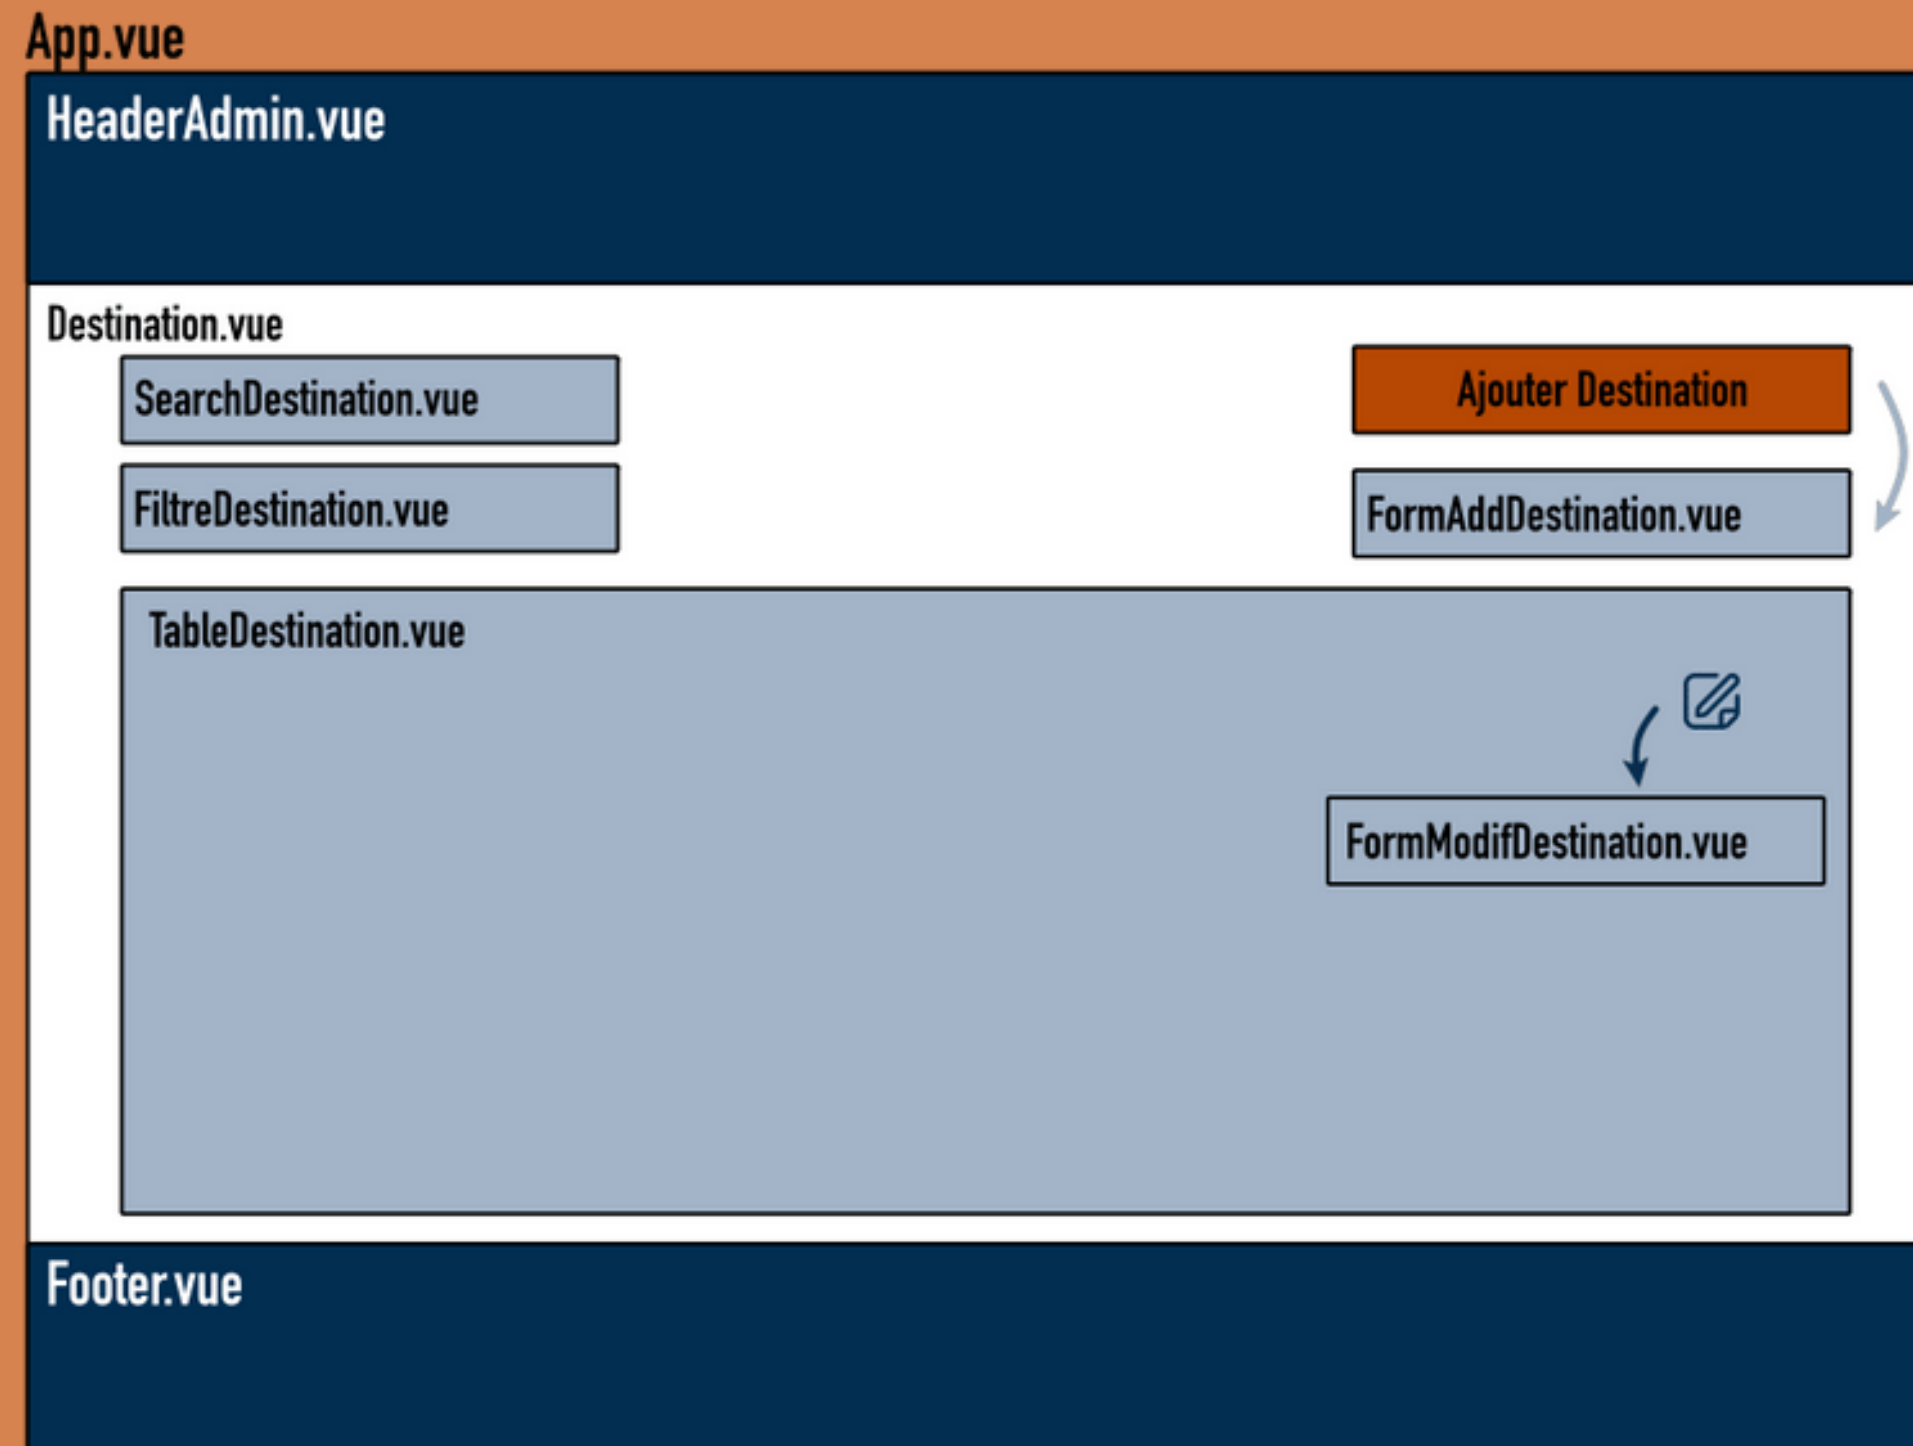 App.vue
HeaderAdmin.vue
Destination.vue
SearchDestination.vue
Ajouter Destination
FiltreDestination.vue
FormAddDestination.vue
TableDestination.vue
FormModifDestination.vue
Footer.vue